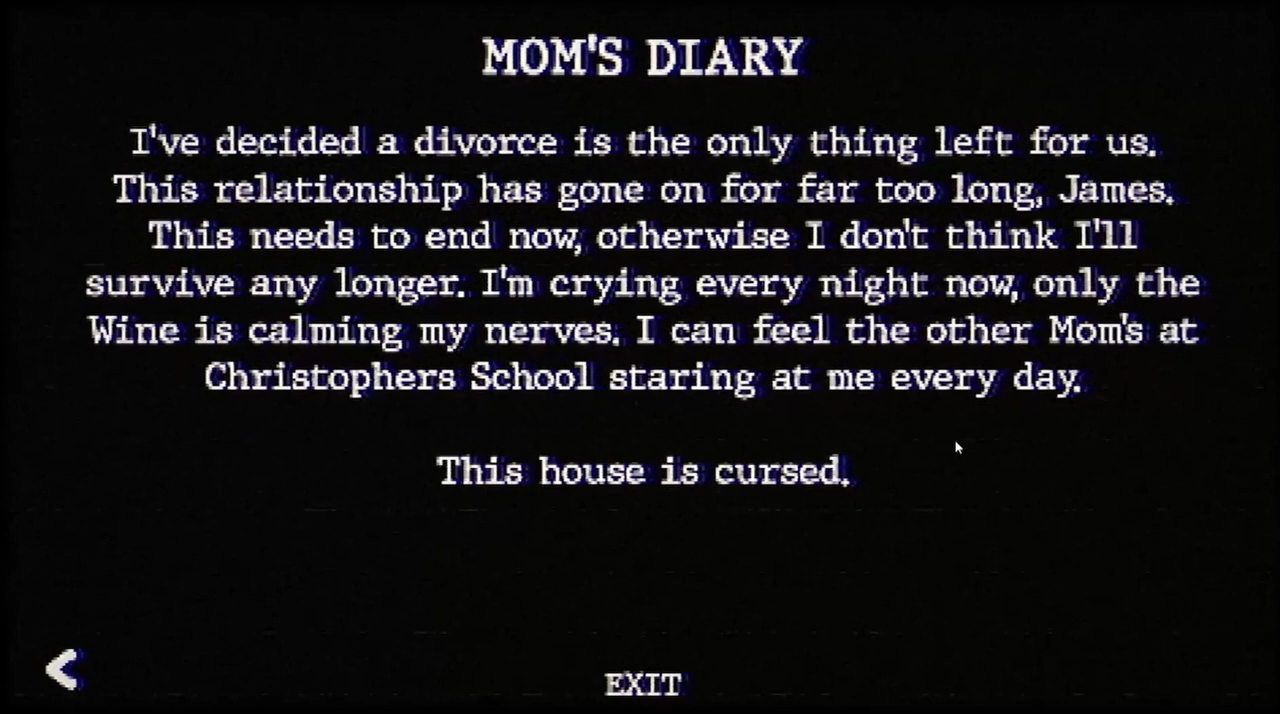 MOM'S DIARY
I've decided a divorce is the only thing left for us.
This relationship has gone on for far too long, James.
This needs to end now, otherwise I don't think I'll
survive any longer. I'm crying every night now, only the
Wine is calming my nerves. I can feel the other Mom's at
Christophers School staring at me every day.
This house is cursed.
EXIT